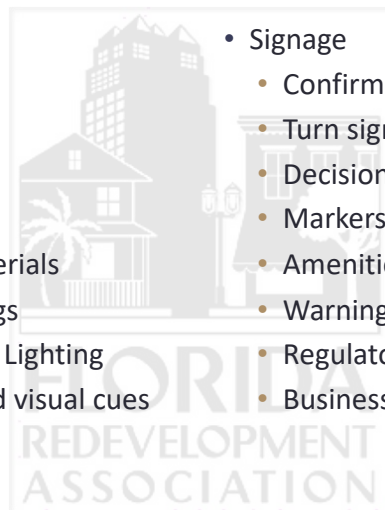 • Signage
• Confirm
• Turn sig
• Decision
• Markers
erials • Amenitie
gs • Warning
Lighting • Regulato
d visual cues • Business
FLORIDA
REDEVELOPMENT
ASSOCIATION